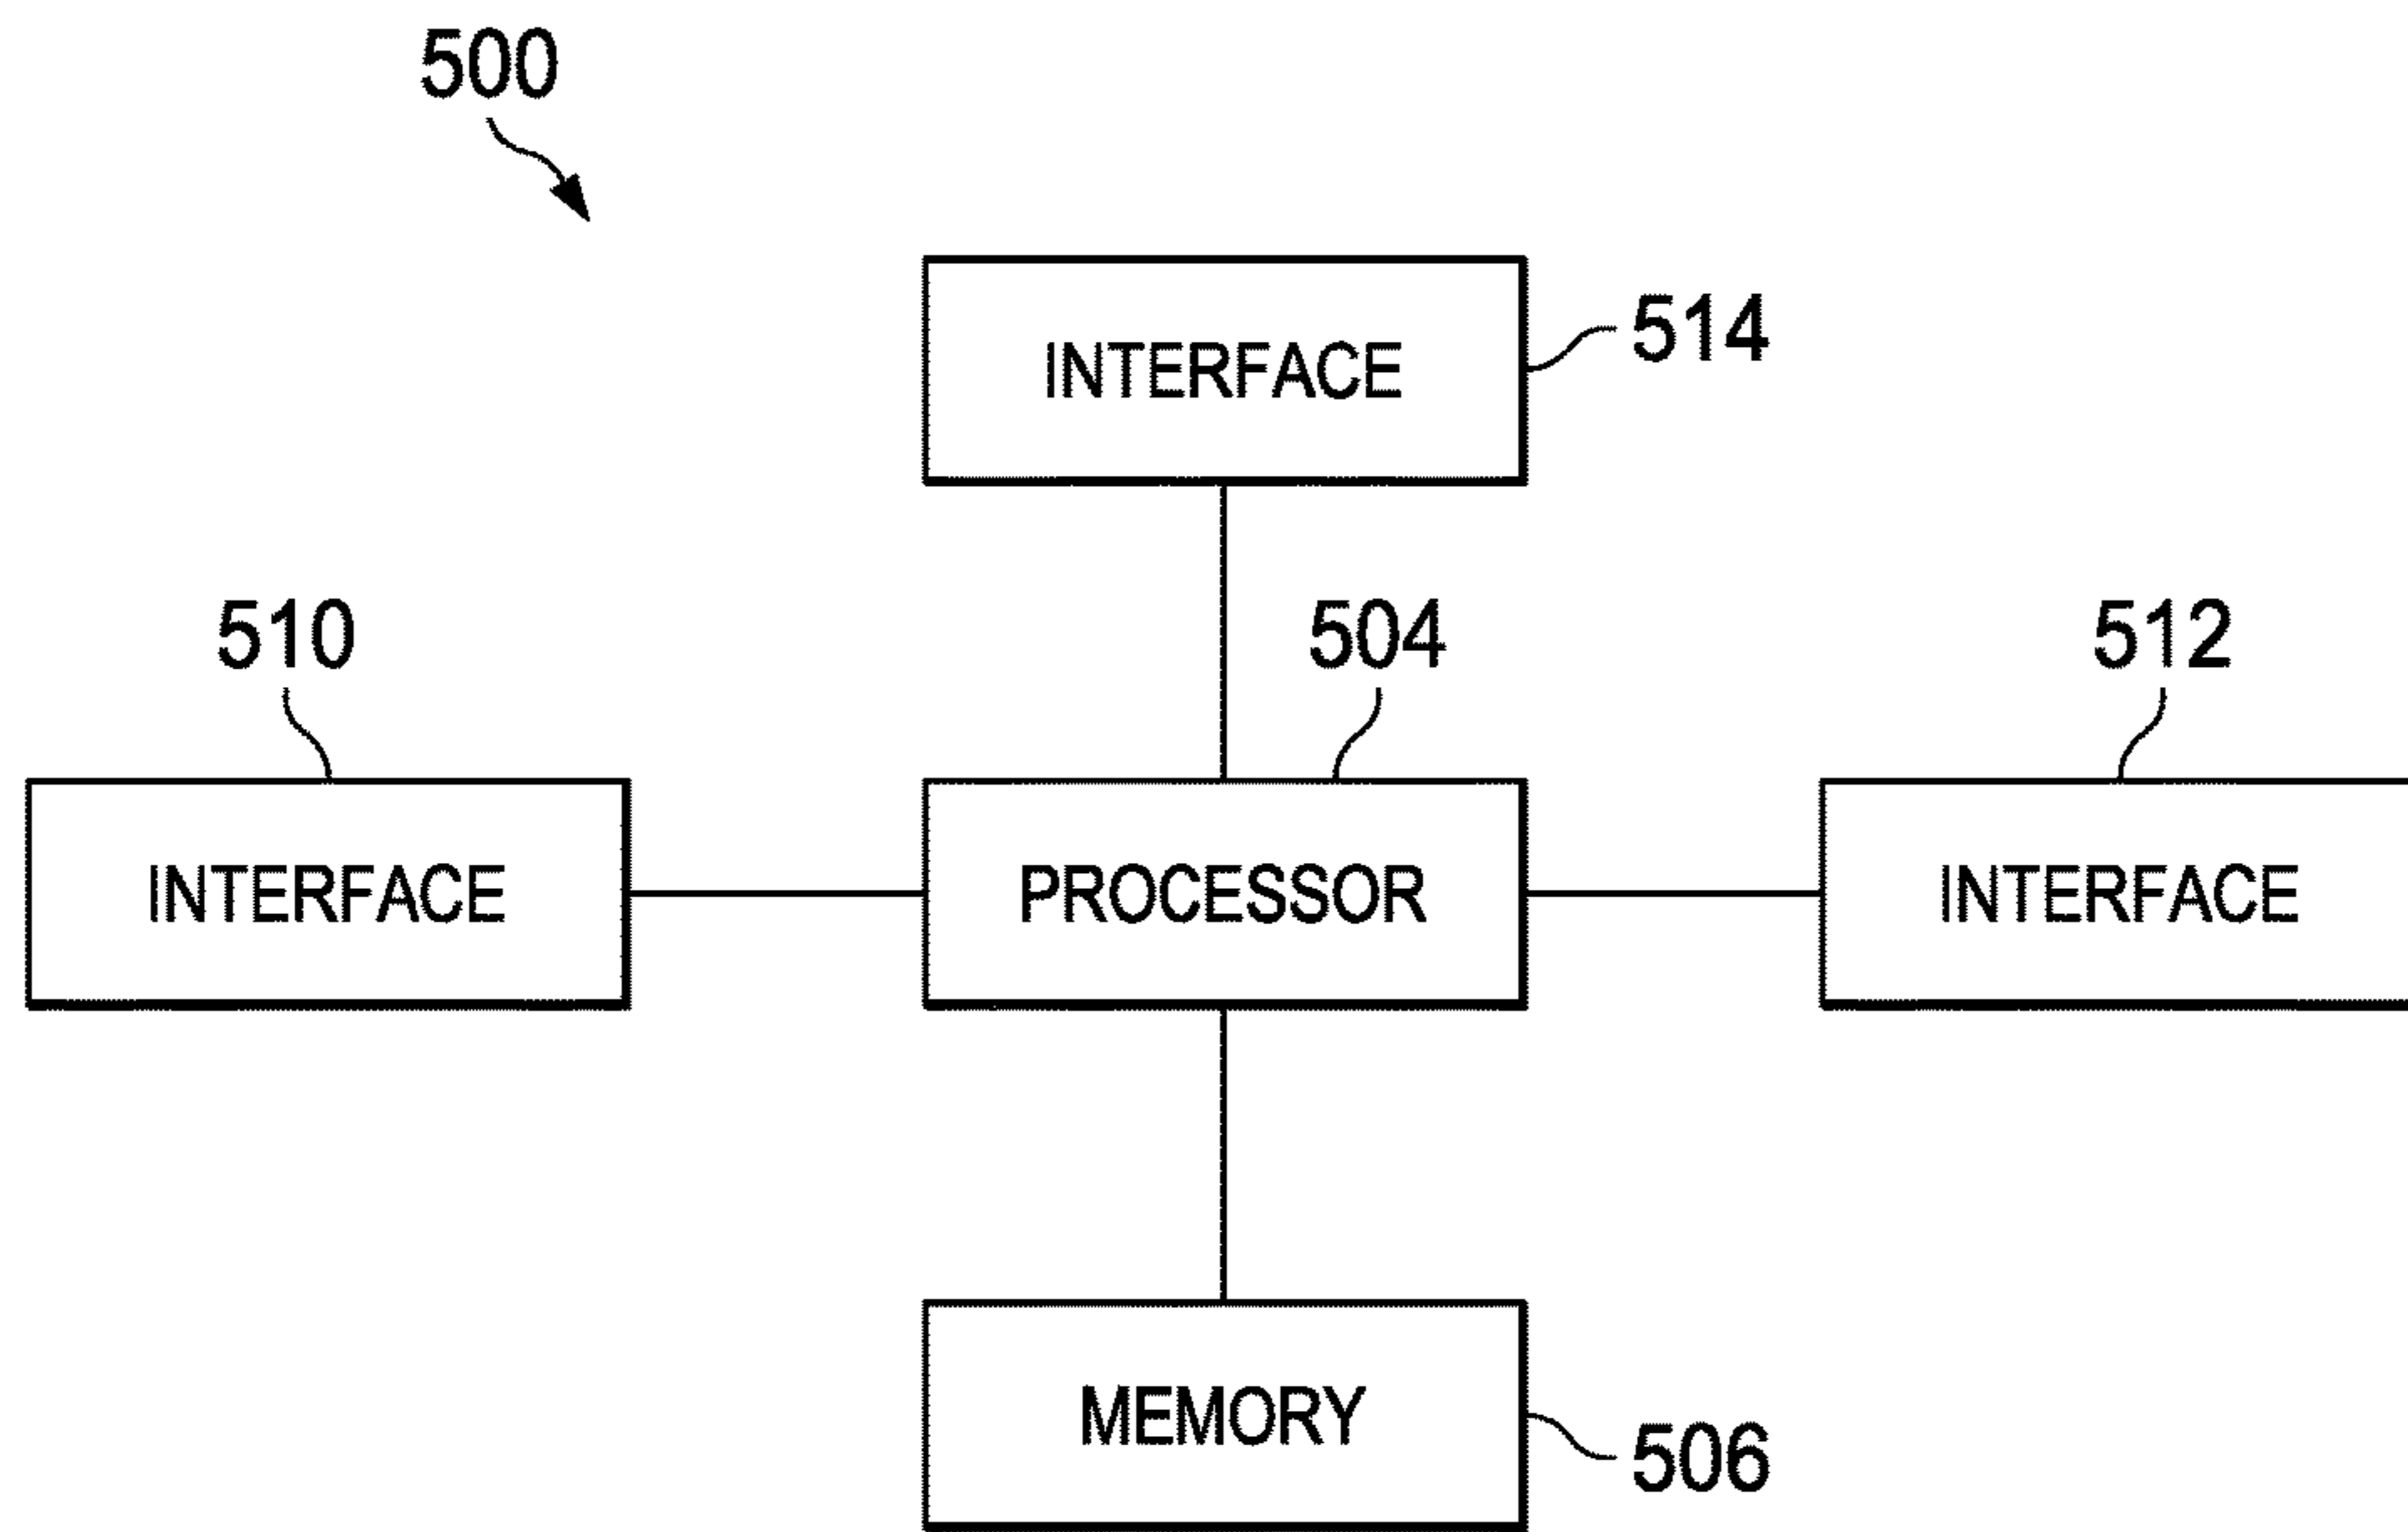 500
INTERFACE
514
510
504
512
INTERFACE
PROCESSOR
INTERFACE
MEMORY
506